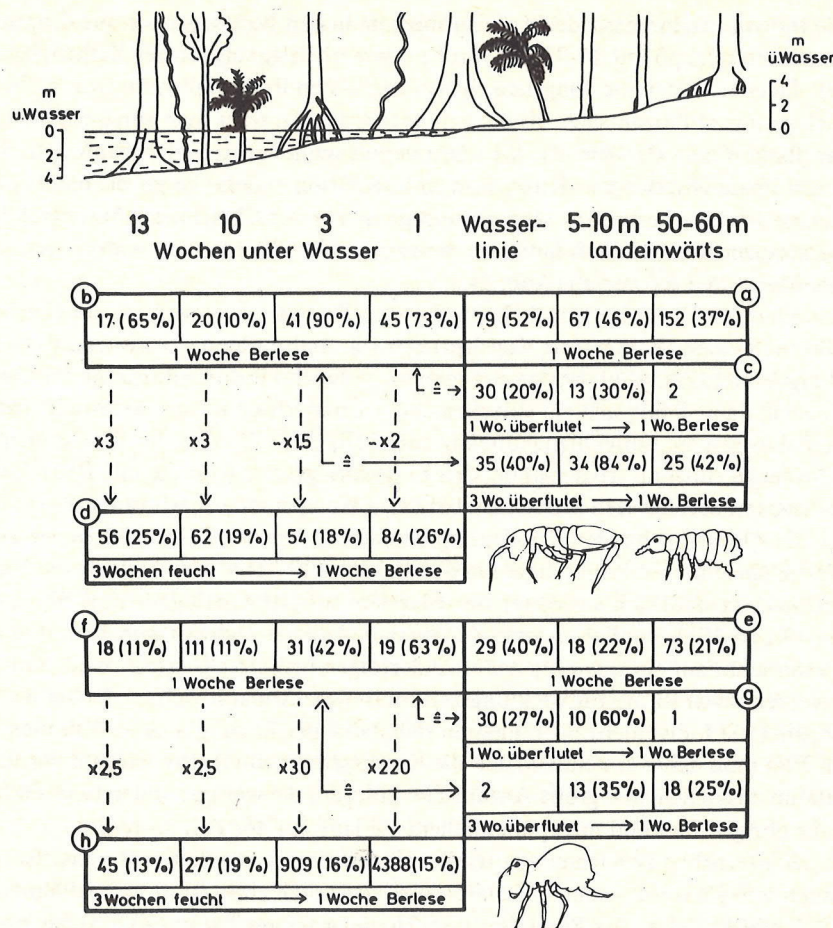 m
ü.Wasser
4
2
0
m
u.Wasser
0
2
4
13 10 3 1 Wasser- 5-10 m 50-60 m
Wochen unter Wasser linie landeinwärts
b a
17 (65%) 20 (10%) 41 (90%) 45 (73%) 79 (52%) 67 (46%) 152 (37%)
1 Woche Berlese 1 Woche Berlese
c
≙ → 30 (20%) 13 (30%) 2
1 Wo. überflutet → 1 Wo. Berlese
x3 x3 ~x1,5 ~x2
≙ → 35 (40%) 34 (84%) 25 (42%)
3 Wo. überflutet → 1 Wo. Berlese
d
56 (25%) 62 (19%) 54 (18%) 84 (26%)
3 Wochen feucht → 1 Woche Berlese
f e
18 (11%) 111 (11%) 31 (42%) 19 (63%) 29 (40%) 18 (22%) 73 (21%)
1 Woche Berlese 1 Woche Berlese
g
≙ → 30 (27%) 10 (60%) 1
1 Wo. überflutet → 1 Wo. Berlese
x2,5 x2,5 x30 x220
≙ → 2 13 (35%) 18 (25%)
3 Wo. überflutet → 1 Wo. Berlese
h
45 (13%) 277 (19%) 909 (16%) 4388 (15%)
3 Wochen feucht → 1 Woche Berlese